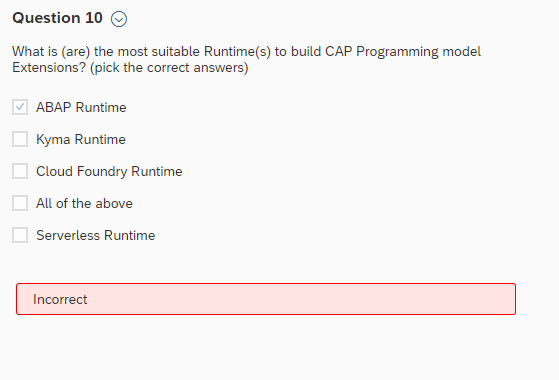 Question 10
What is (are) the most suitable Runtime(s) to build CAP Programming model
Extensions? (pick the correct answers)
ABAP Runtime
Kyma Runtime
Cloud Foundry Runtime
All of the above
Serverless Runtime
Incorrect